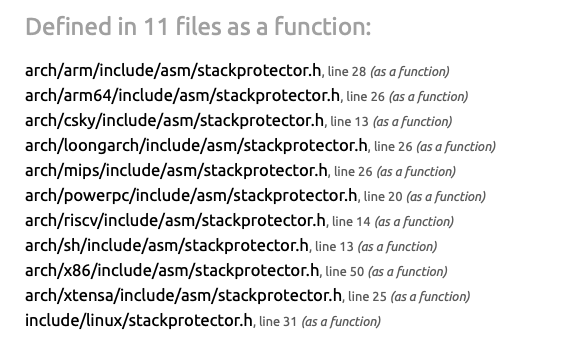 Defined in 11 files as a function:
arch/arm/include/asm/stackprotector.h, line 28 (as a function)
arch/arm64/include/asm/stackprotector.h, line 26 (as a function)
arch/csky/include/asm/stackprotector.h, line 13 (as a function)
arch/loongarch/include/asm/stackprotector.h, line 26 (as a function)
arch/mips/include/asm/stackprotector.h, line 26 (as a function)
arch/powerpc/include/asm/stackprotector.h, line 20 (as a function)
arch/riscv/include/asm/stackprotector.h, line 14 (as a function)
arch/sh/include/asm/stackprotector.h, line 13 (as a function)
arch/x86/include/asm/stackprotector.h, line 50 (as a function)
arch/xtensa/include/asm/stackprotector.h, line 25 (as a function)
include/linux/stackprotector.h, line 31 (as a function)